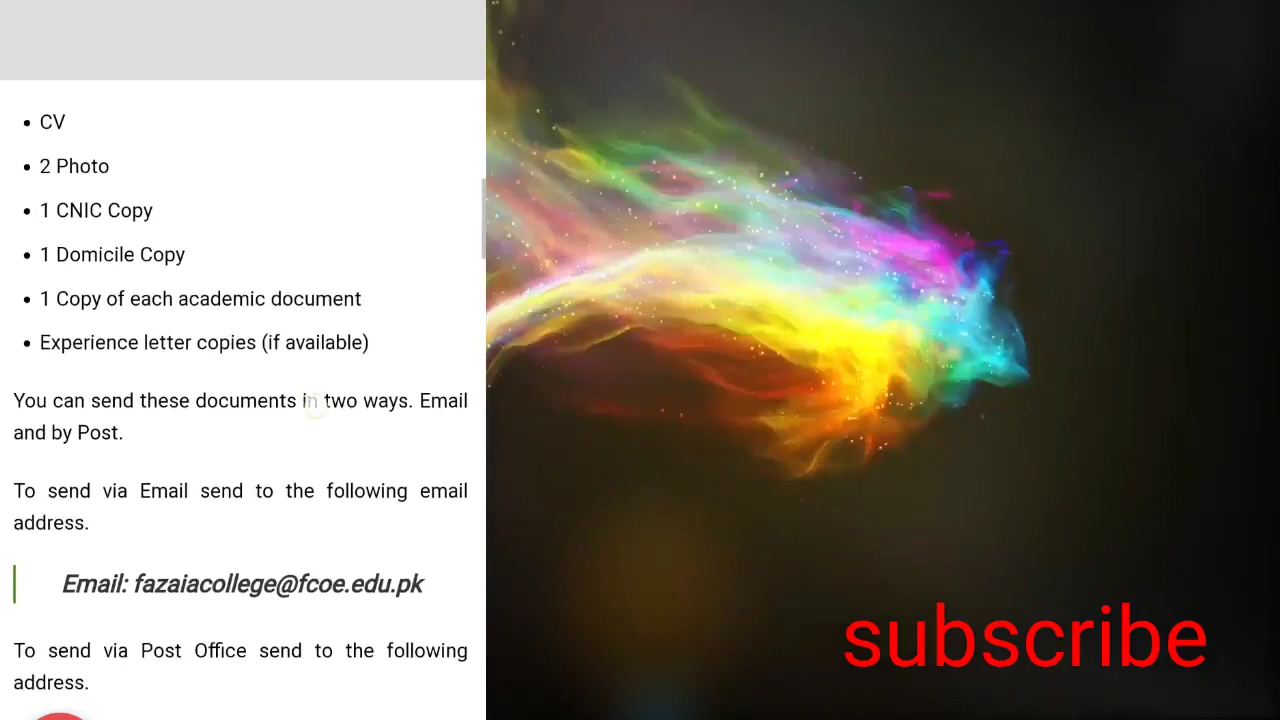 • CV
• 2 Photo
• 1 CNIC Copy
• 1 Domicile Copy
• 1 Copy of each academic document
• Experience letter copies (if available)
You can send these documents in two ways. Email
and by Post.
To send via Email send to the following email
address.
Email: fazaiacollege@fcoe.edu.pk
To send via Post Office send to the following
address.
subscribe